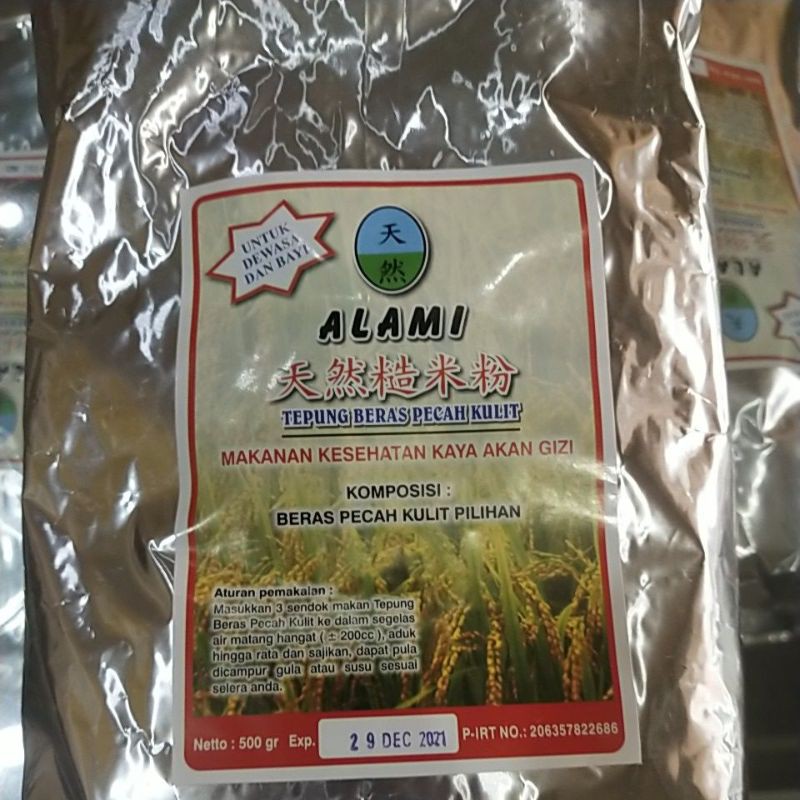 UNTUK
DEWASA
DAN BAYI
天
然
ALAMI
天然糙米粉
TEPUNG BERAS PECAH KULIT
MAKANAN KESEHATAN KAYA AKAN GIZI
KOMPOSISI :
BERAS PECAH KULIT PILIHAN
Aturan pemakaian :
Masukkan 3 sendok makan Tepung
Beras Pecah Kulit ke dalam segelas
air matang hangat ( ± 200cc ), aduk
hingga rata dan sajikan, dapat pula
dicampur gula atau susu sesuai
selera anda.
Netto : 500 gr Exp. 29 DEC 2021 P-IRT NO.: 206357822686